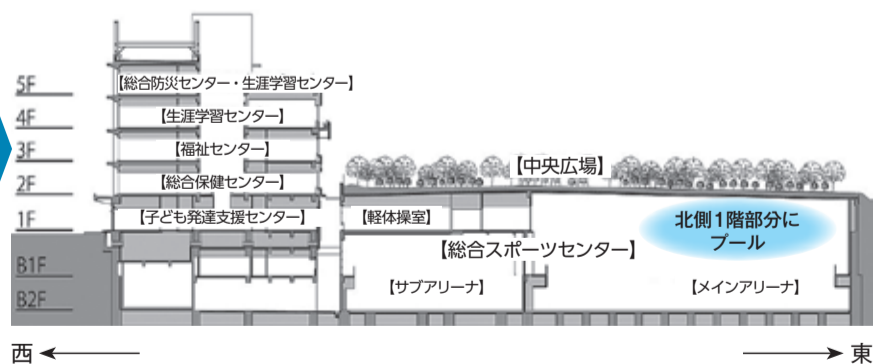 5F
【総合防災センター・生涯学習センター】
4F
【生涯学習センター】
3F
【福祉センター】
【中央広場】
2F
【総合保健センター】
1F
【子ども発達支援センター】
【軽体操室】
北側1階部分に
プール
【総合スポーツセンター】
B1F
【サブアリーナ】
【メインアリーナ】
B2F
西
東